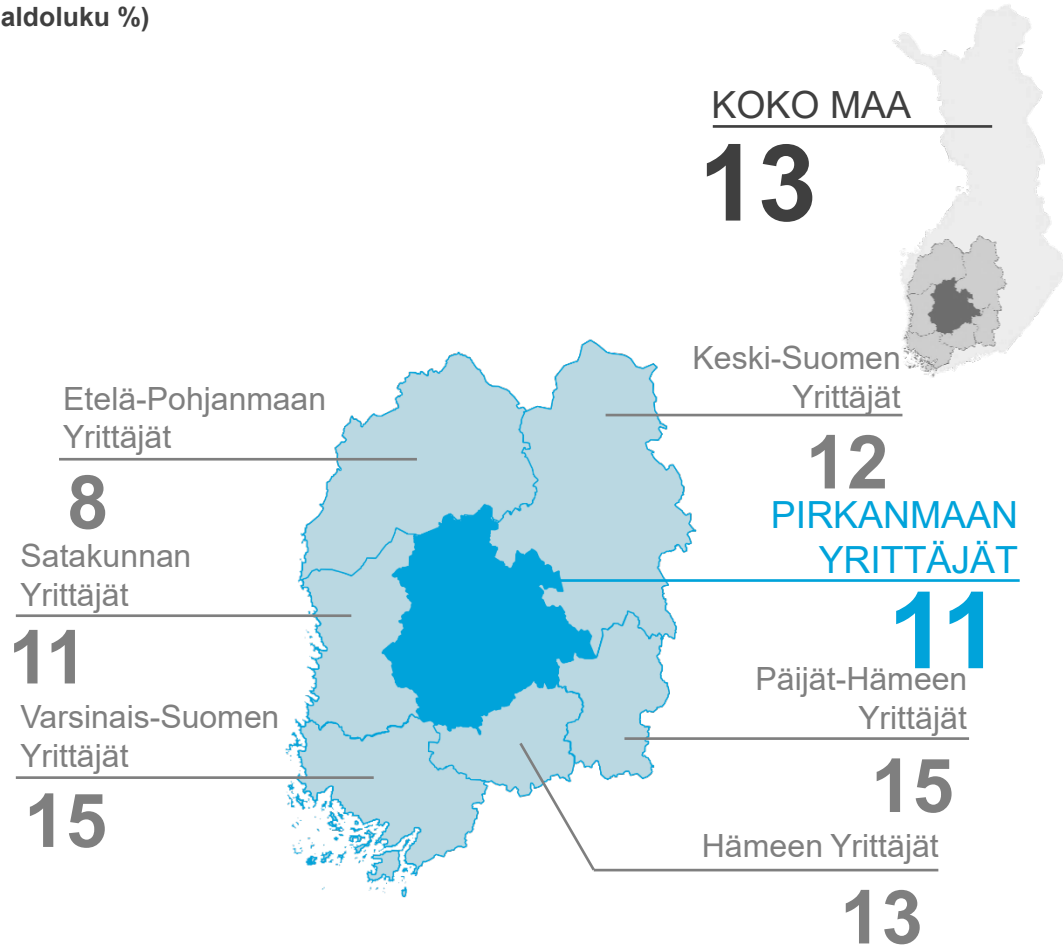 aldoluku %)
KOKO MAA
13
Keski-Suomen
Yrittäjät
12
Etelä-Pohjanmaan
Yrittäjät
8
PIRKANMAAN
YRITTÄJÄT
11
Satakunnan
Yrittäjät
11
Päijät-Hämeen
Yrittäjät
15
Varsinais-Suomen
Yrittäjät
15
Hämeen Yrittäjät
13